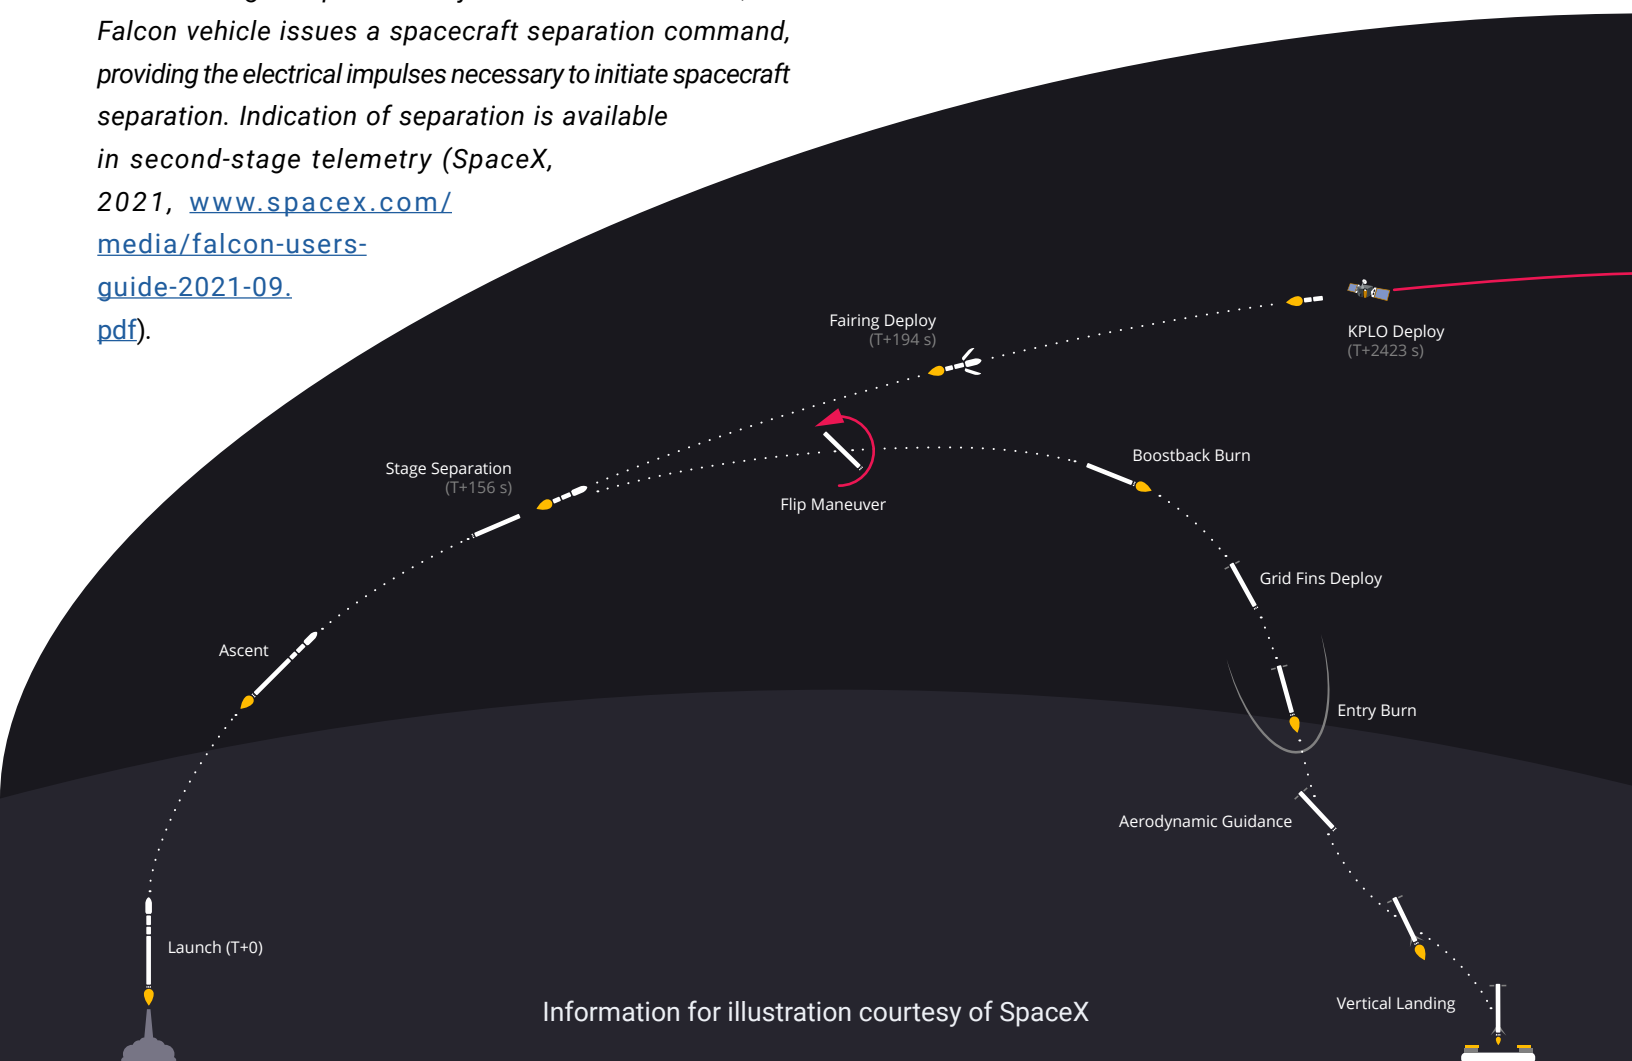 Falcon vehicle issues a spacecraft separation command,
providing the electrical impulses necessary to initiate spacecraft
separation. Indication of separation is available
in second-stage telemetry (SpaceX,
2021, www.spacex.com/
media/falcon-users-
guide-2021-09.
pdf).
Fairing Deploy
(T+194 s)
KPLO Deploy
(T+2423 s)
Stage Separation
(T+156 s)
Flip Maneuver
Boostback Burn
Grid Fins Deploy
Ascent
Entry Burn
Aerodynamic Guidance
Launch (T+0)
Vertical Landing
Information for illustration courtesy of SpaceX